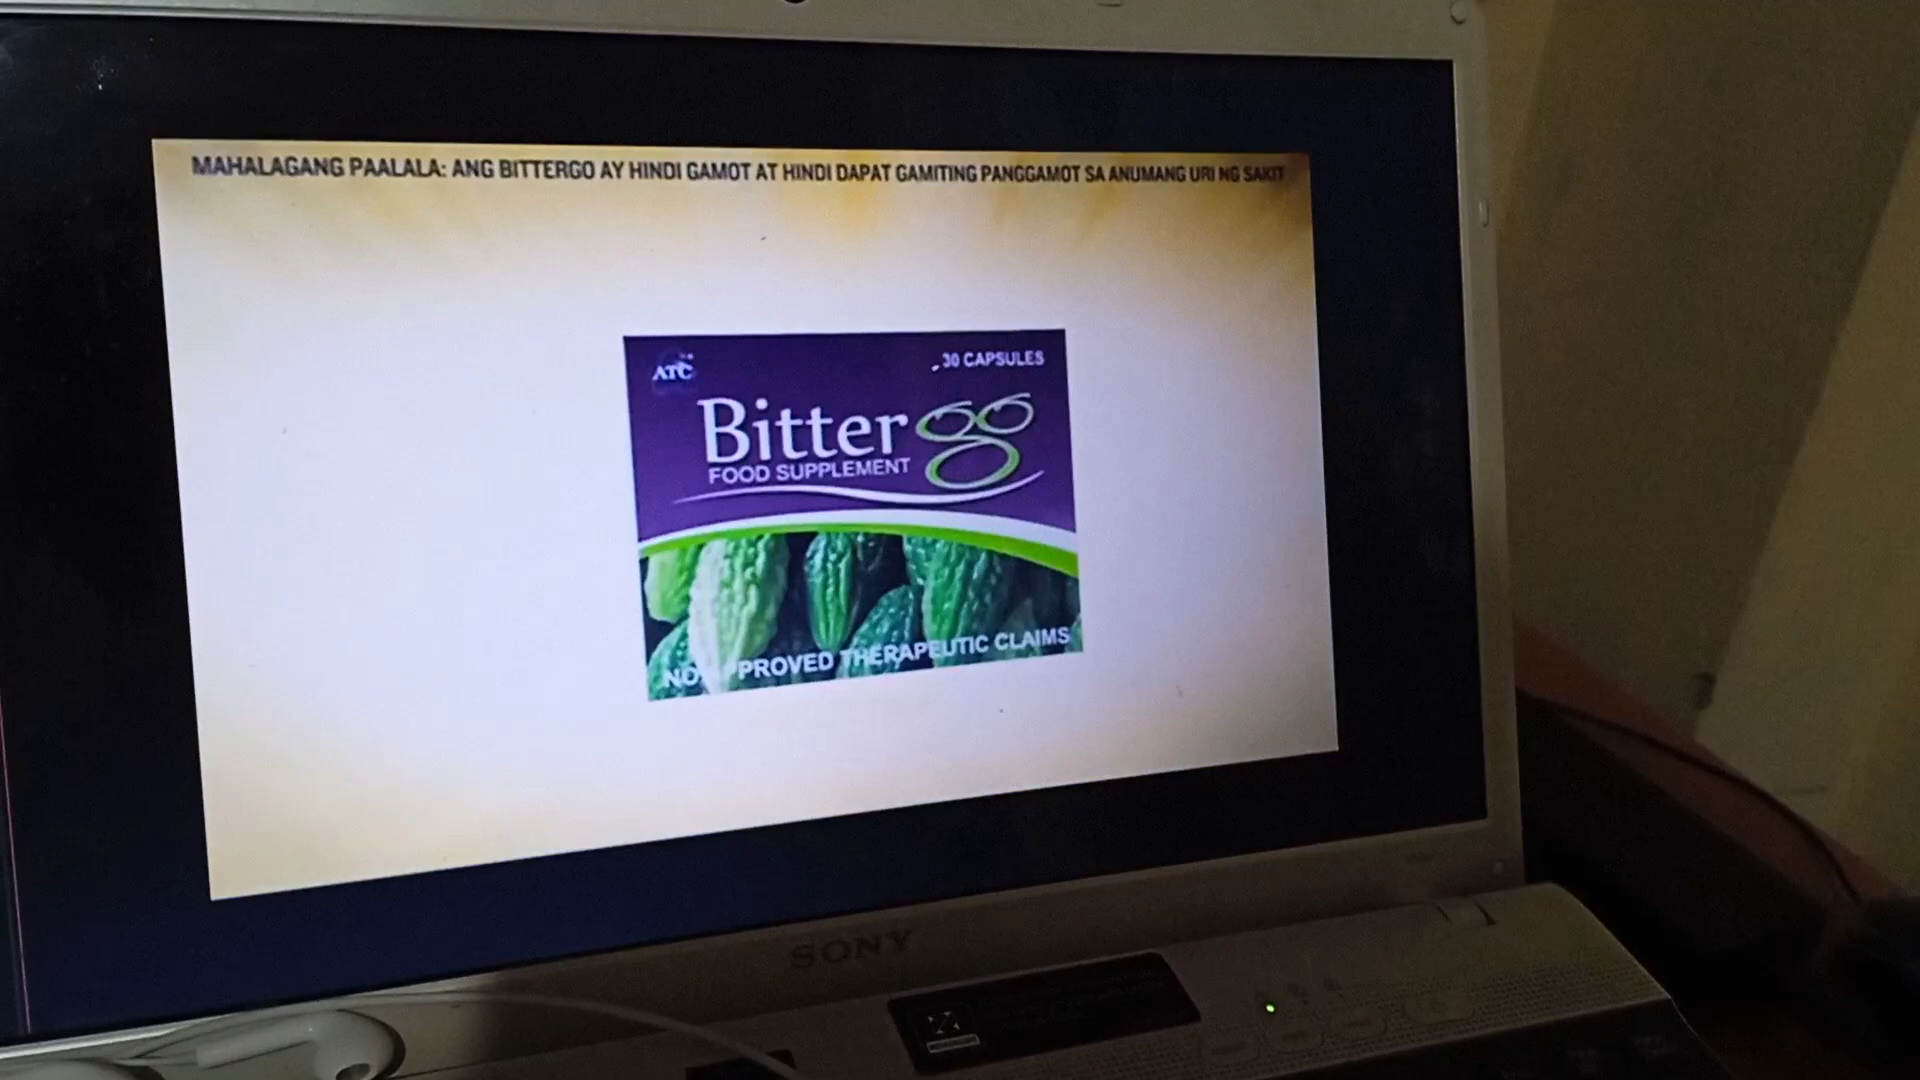 MAHALAGANG PAALALA: ANG BITTERGO AY HINDI GAMOT AT HINDI DAPAT GAMITING PANGGAMOT SA ANUMANG URI NG SAKIT
ATC
30 CAPSULES
Bitter go
FOOD SUPPLEMENT
NO PROVED THERAPEUTIC CLAIMS
SONY